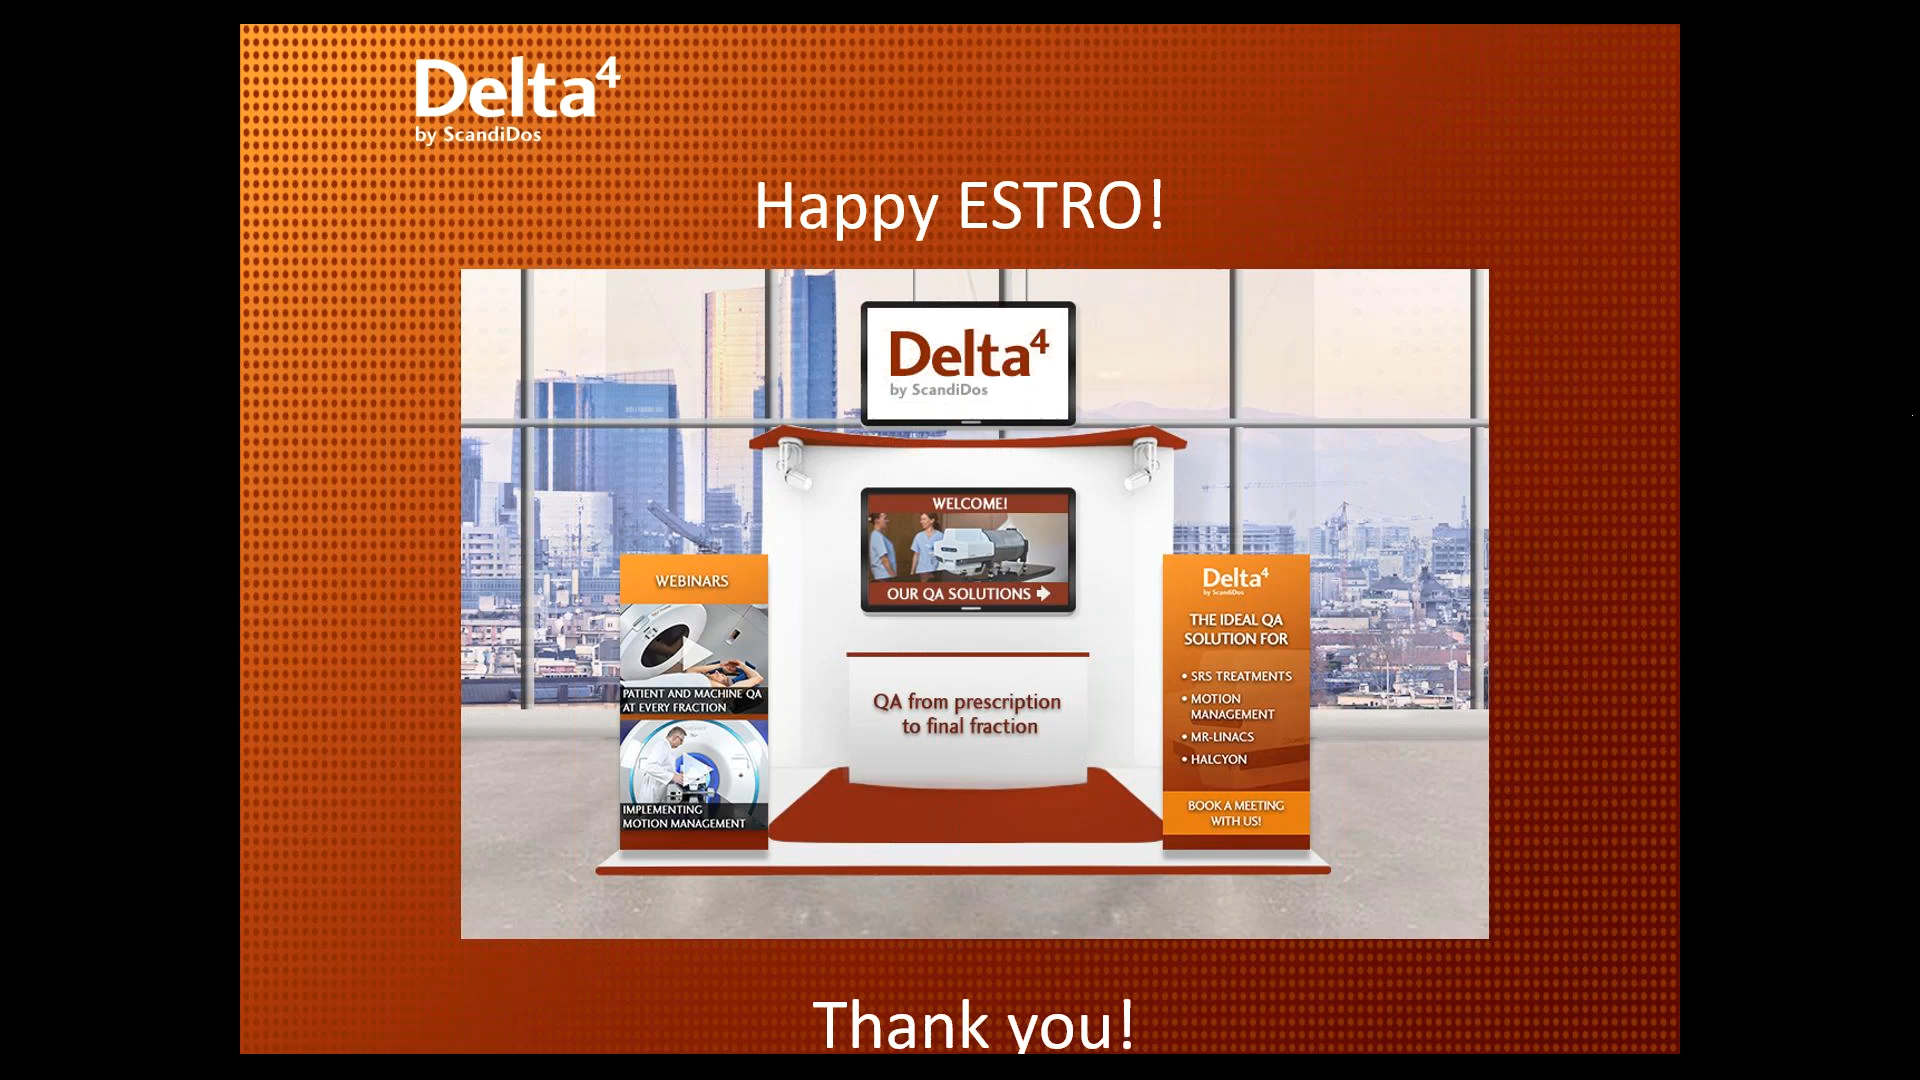 Delta4
by ScandiDos
Happy ESTRO!
Delta4
by ScandiDos
WELCOME!
OUR QA SOLUTIONS
QA from prescription
to final fraction
WEBINARS
PATIENT AND MACHINE QA
AT EVERY FRACTION
IMPLEMENTING
MOTION MANAGEMENT
Delta4
by ScandiDos
THE IDEAL QA
SOLUTION FOR
• SRS TREATMENTS
• MOTION
MANAGEMENT
• MR-LINACS
• HALCYON
BOOK A MEETING
WITH US!
Thank you!